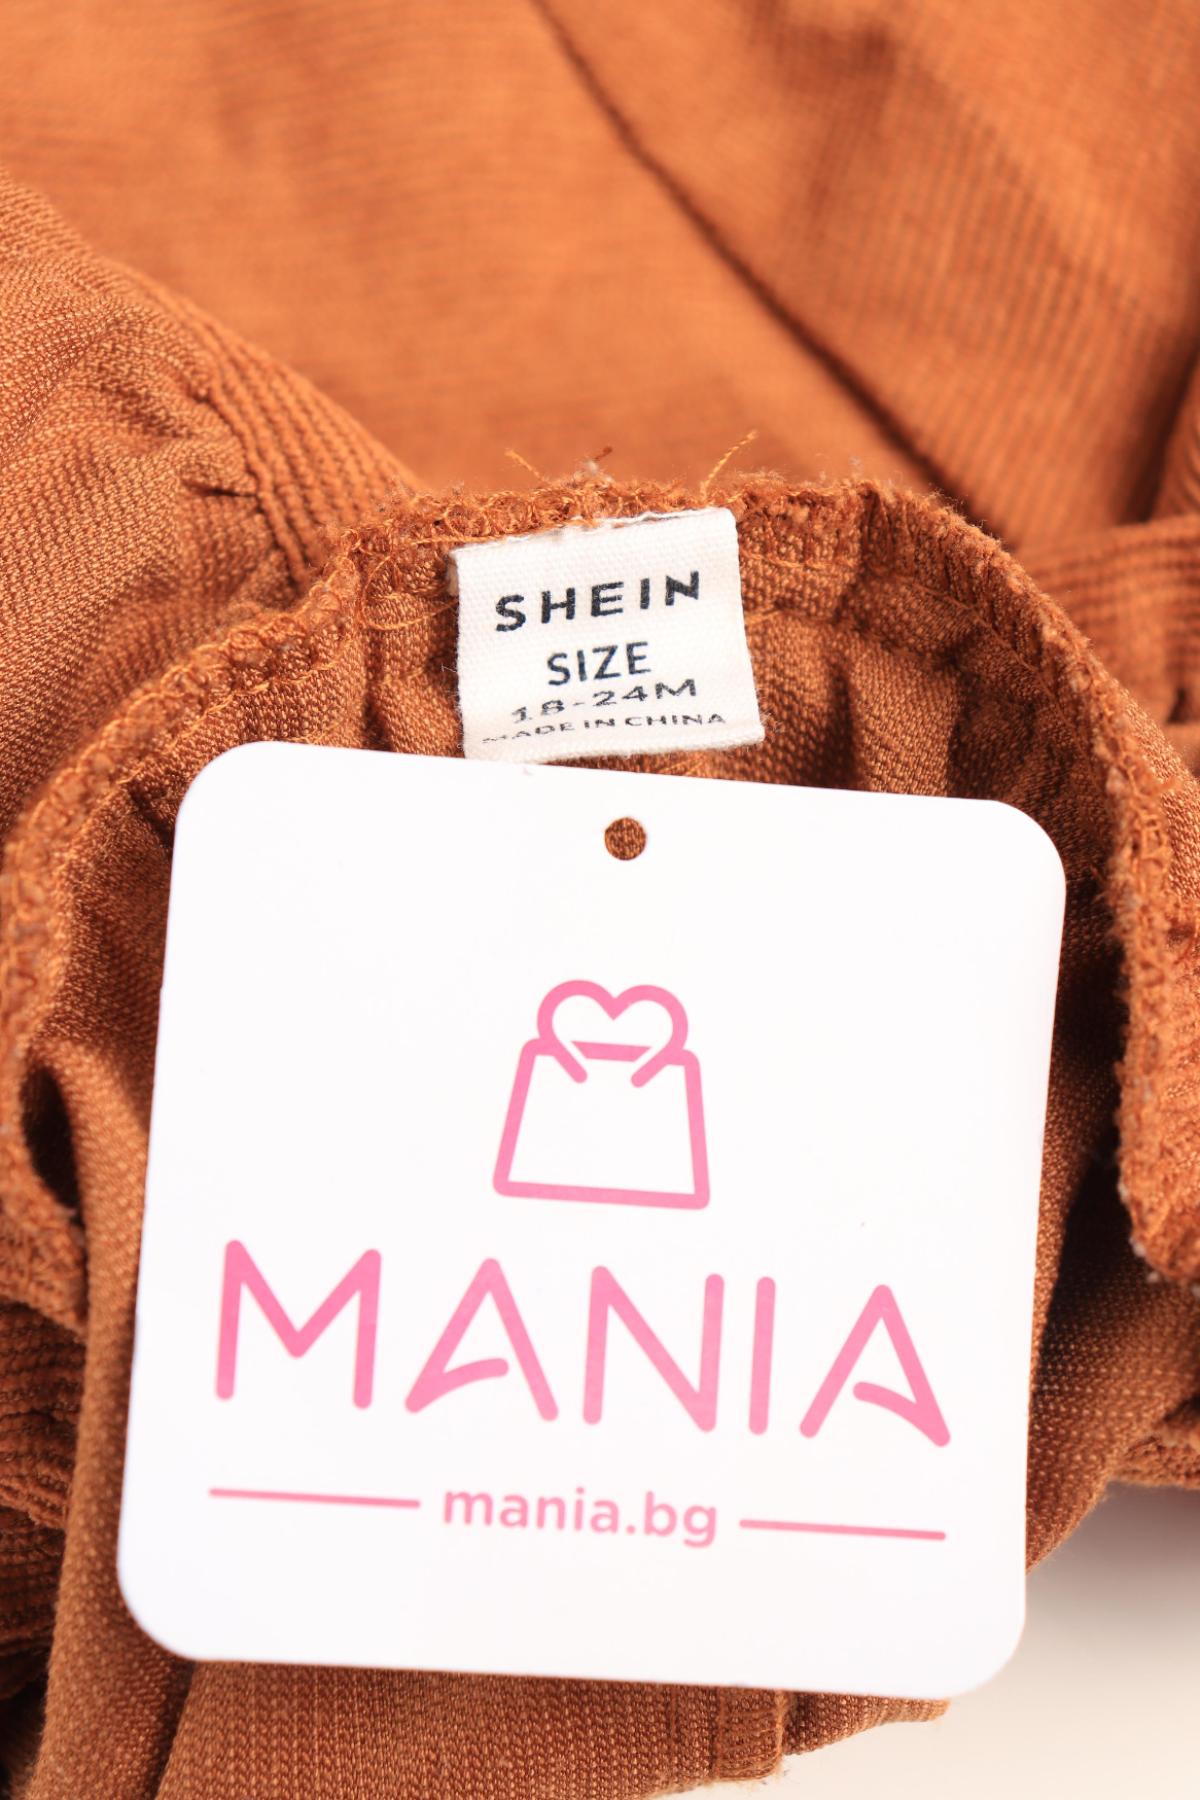 SHEIN
SIZE
18-24M
MADE IN CHINA
MANIA
mania.bg